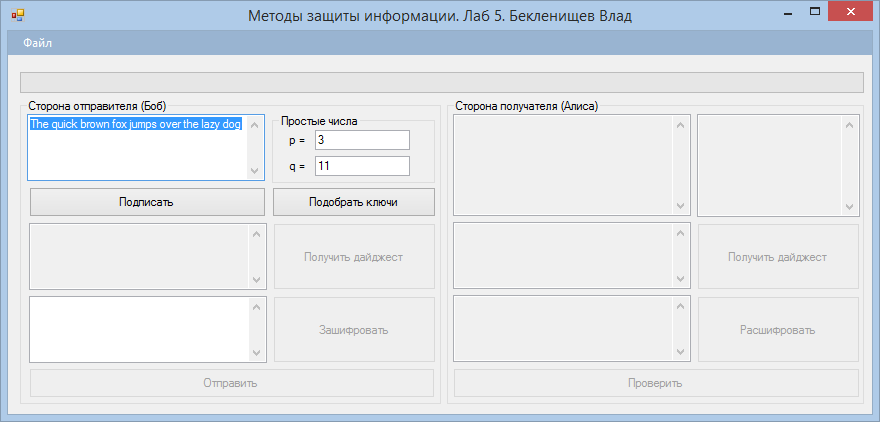 Методы защиты информации. Лаб 5. Бекленищев Влад
Файл
Сторона отправителя (Боб)
The quick brown fox jumps over the lazy dog
Простые числа
p = 3
q = 11
Подписать
Подобрать ключи
Получить дайджест
Зашифровать
Отправить
Сторона получателя (Алиса)
Получить дайджест
Расшифровать
Проверить